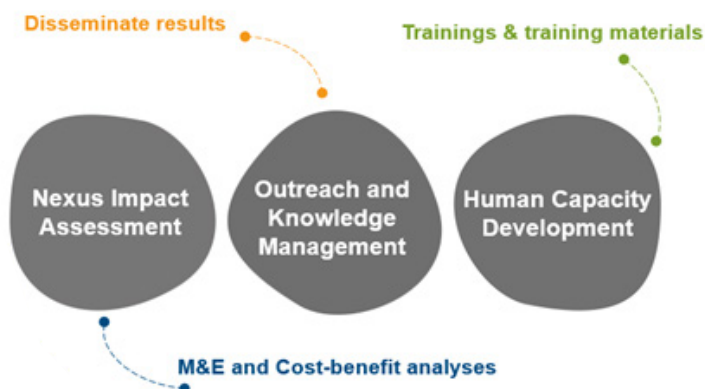 Disseminate results
Trainings & training materials
Nexus Impact
Assessment
Outreach and
Knowledge
Management
Human Capacity
Development
M&E and Cost-benefit analyses